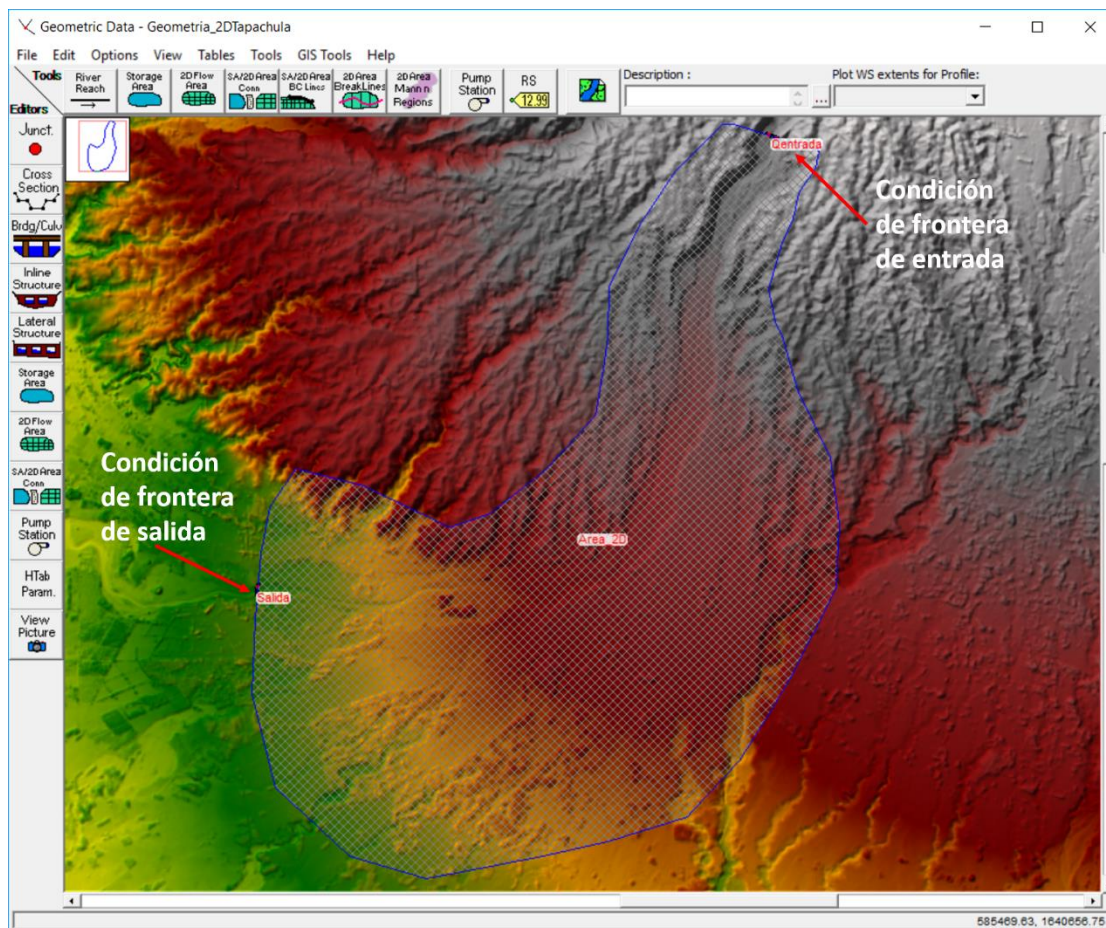 Geometric Data - Geometría_2DTapachula
File Edit Options View Tables Tools GIS Tools Help
Tools
Editors
River
Reach
Storage
Area
2D Flow
Area
SA/2D Area
Conn
SA/2D Area
BC Lines
2D Area
BreakLines
2D Area
Mann n
Regions
Pump
Station
RS
12.99
Description :
...
Plot WS extents for Profile:
Junct.
Cross
Section
Brdg/Culv
Inline
Structure
Lateral
Structure
Storage
Area
2D Flow
Area
SA/2D Area
Conn
Pump
Station
HTab
Param.
View
Picture
Qentrada
Condición
de frontera
de entrada
Condición
de frontera
de salida
Area_2D
Salida
585469.63, 1640656.75